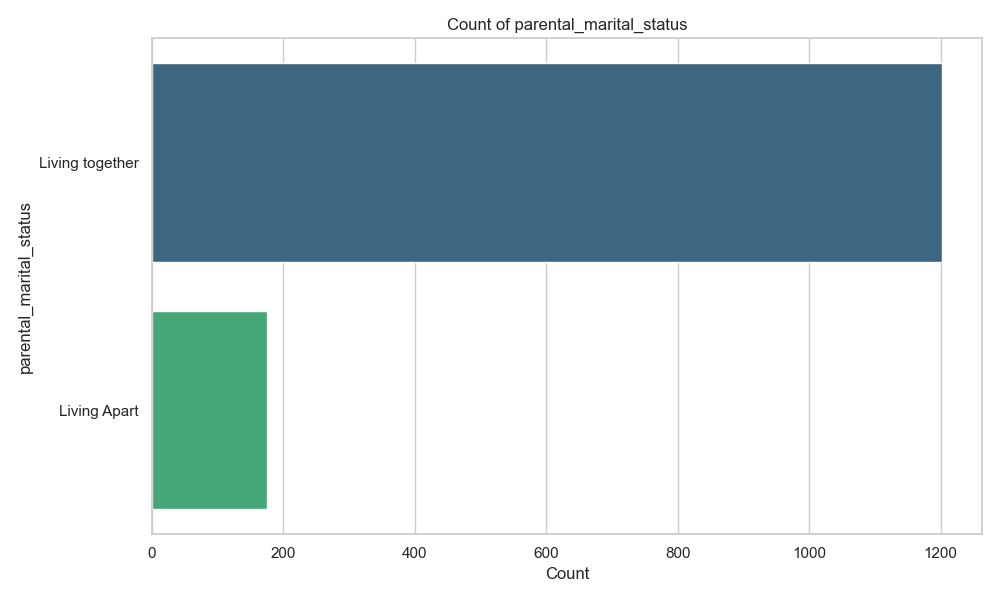 Count of parental_marital_status
parental_marital_status
Living together
Living Apart
0 200 400 600 800 1000 1200
Count